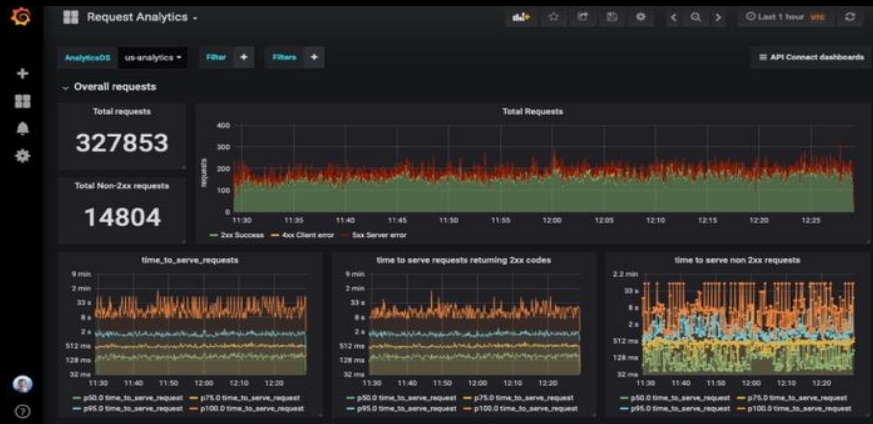 Request Analytics
Last 1 hour UTC
AnalyticsDS us-analytics Filter + Filters + API Connect dashboards
Overall requests
Total requests
327853
Total Non-2xx requests
14804
Total Requests
requests
400
300
200
100
0
11:30 11:35 11:40 11:45 11:50 11:55 12:00 12:05 12:10 12:15 12:20 12:25
2xx Success 4xx Client error 5xx Server error
time_to_serve_requests
9 min
2 min
33 s
8 s
2 s
512 ms
128 ms
32 ms
11:30 11:40 11:50 12:00 12:10 12:20
p50.0 time_to_serve_request p75.0 time_to_serve_request
p95.0 time_to_serve_request p100.0 time_to_serve_request
time to serve requests returning 2xx codes
9 min
2 min
33 s
8 s
2 s
512 ms
128 ms
32 ms
11:30 11:40 11:50 12:00 12:10 12:20
p50.0 time_to_serve_request p75.0 time_to_serve_request
p95.0 time_to_serve_request p100.0 time_to_serve_request
time to serve non 2xx requests
2.2 min
33 s
8 s
2 s
512 ms
128 ms
32 ms
11:30 11:40 11:50 12:00 12:10 12:20
p50.0 time_to_serve_request p75.0 time_to_serve_request
p95.0 time_to_serve_request p100.0 time_to_serve_request